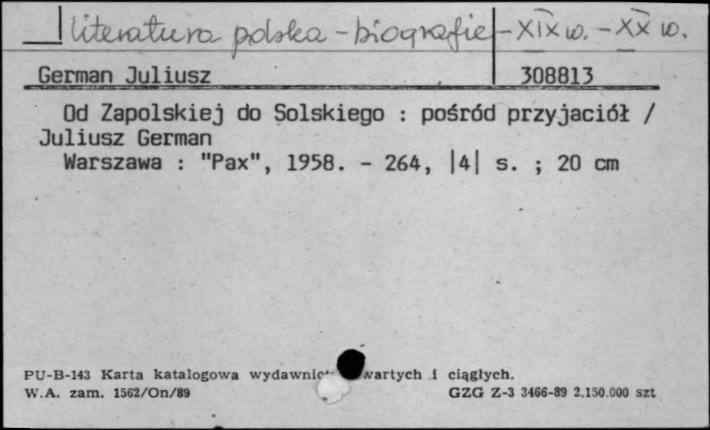 literatura polska - biografie - XIX w. - XX w.
German Juliusz 308813
Od Zapolskiej do Solskiego : pośród przyjaciół /
Juliusz German
Warszawa : "Pax", 1958. - 264, |4| s. ; 20 cm
PU-B-143 Karta katalogowa i ciągłych.
W.A. zam. 1562/On/89 GZG Z-3 3466-89 2.150.000 szt